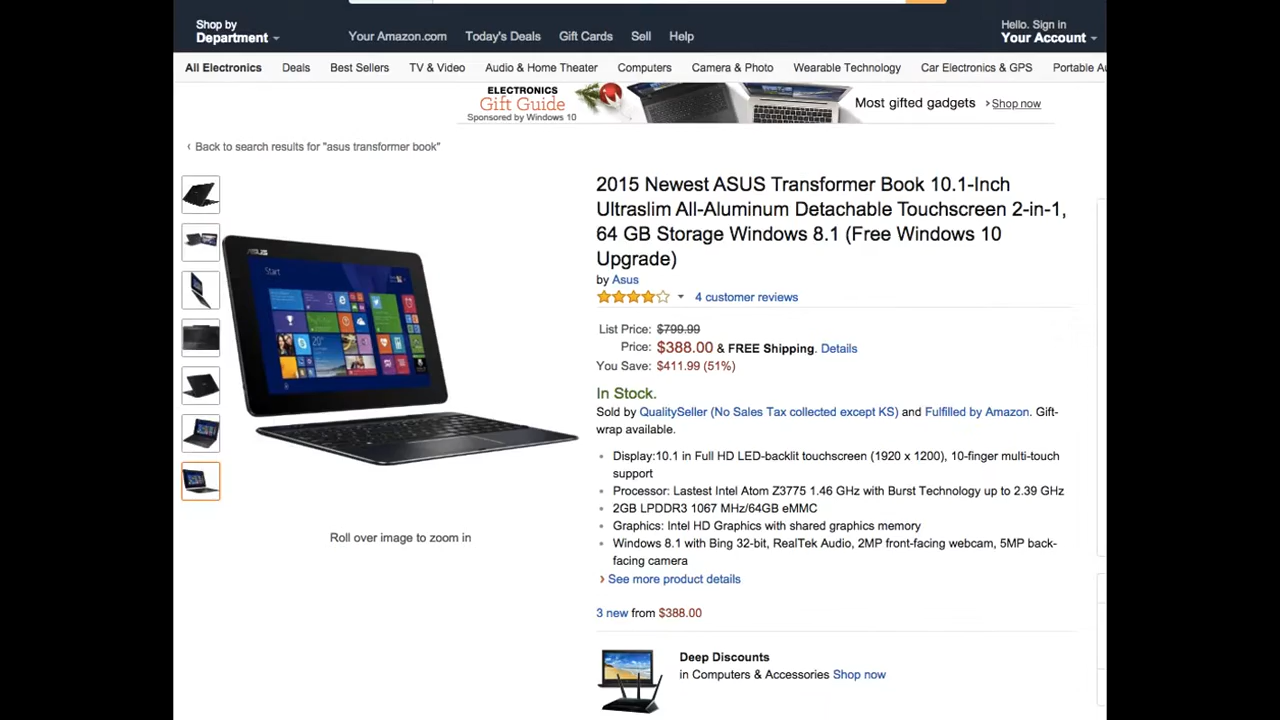 Shop by
Department
Your Amazon.com
Today's Deals
Gift Cards
Sell
Help
Hello. Sign in
Your Account
All Electronics
Deals
Best Sellers
TV & Video
Audio & Home Theater
Computers
Camera & Photo
Wearable Technology
Car Electronics & GPS
Portable Au
ELECTRONICS
Gift Guide
Sponsored by Windows 10
Most gifted gadgets
› Shop now
‹ Back to search results for "asus transformer book"
2015 Newest ASUS Transformer Book 10.1-Inch
Ultraslim All-Aluminum Detachable Touchscreen 2-in-1,
64 GB Storage Windows 8.1 (Free Windows 10
Upgrade)
by Asus
4 customer reviews
List Price: $799.99
Price: $388.00 & FREE Shipping. Details
You Save: $411.99 (51%)
In Stock.
Sold by QualitySeller (No Sales Tax collected except KS) and Fulfilled by Amazon. Gift-
wrap available.
• Display:10.1 in Full HD LED-backlit touchscreen (1920 x 1200), 10-finger multi-touch
support
• Processor: Lastest Intel Atom Z3775 1.46 GHz with Burst Technology up to 2.39 GHz
• 2GB LPDDR3 1067 MHz/64GB eMMC
• Graphics: Intel HD Graphics with shared graphics memory
• Windows 8.1 with Bing 32-bit, RealTek Audio, 2MP front-facing webcam, 5MP back-
facing camera
› See more product details
3 new from $388.00
Deep Discounts
in Computers & Accessories Shop now
ASUS
Start
20°
Roll over image to zoom in